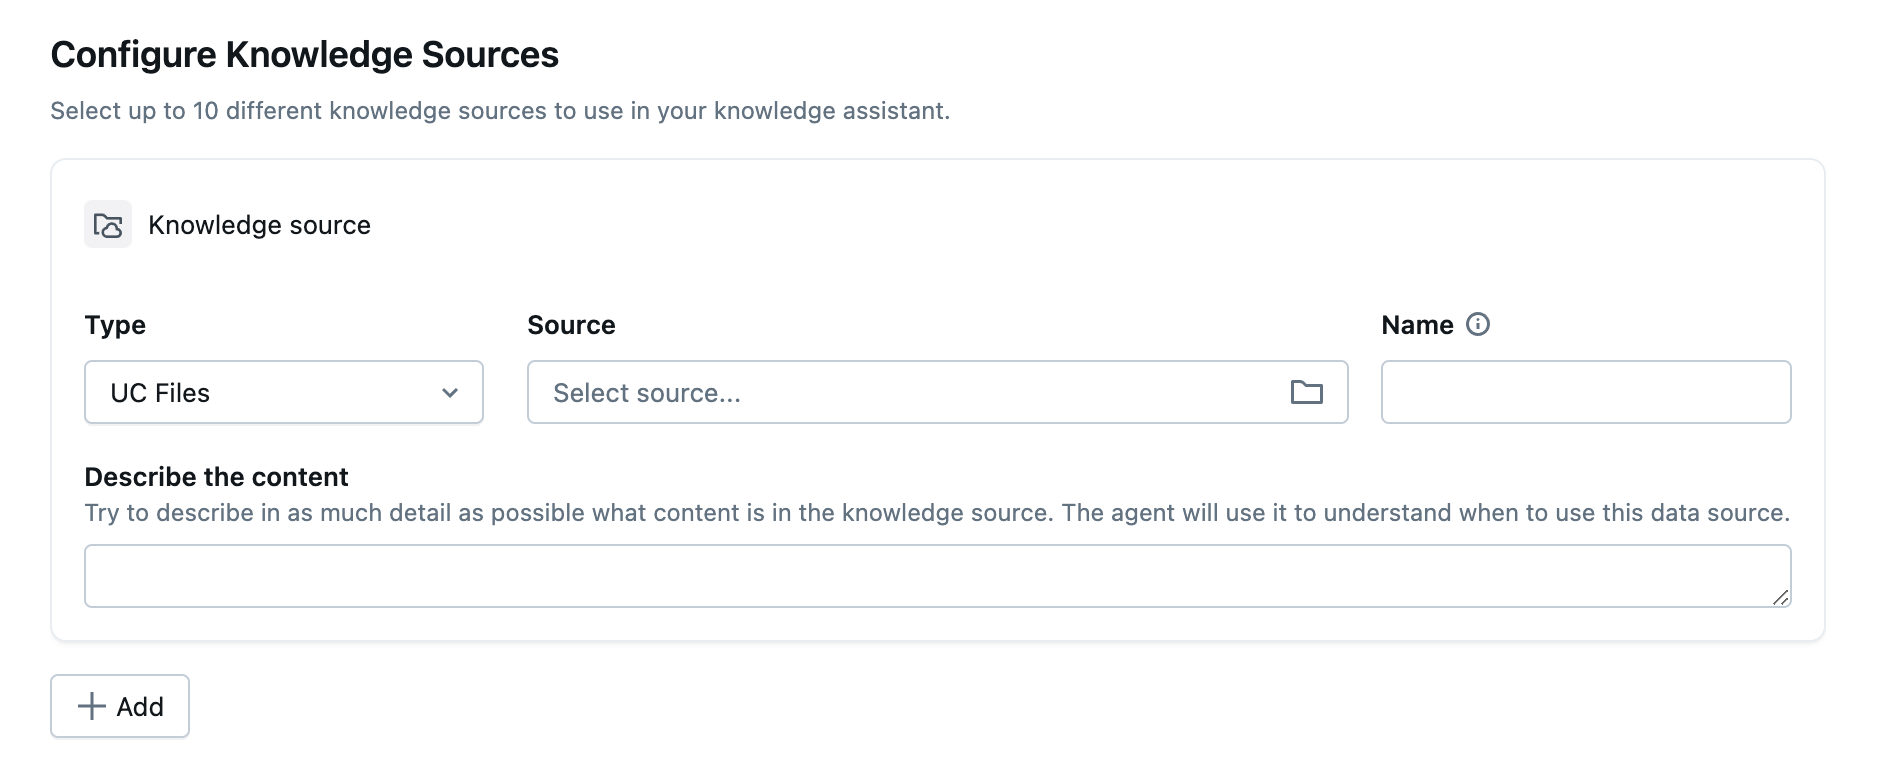 Configure Knowledge Sources
Select up to 10 different knowledge sources to use in your knowledge assistant.
Knowledge source
Type
Source
Name
UC Files
Select source...
Describe the content
Try to describe in as much detail as possible what content is in the knowledge source. The agent will use it to understand when to use this data source.
Add